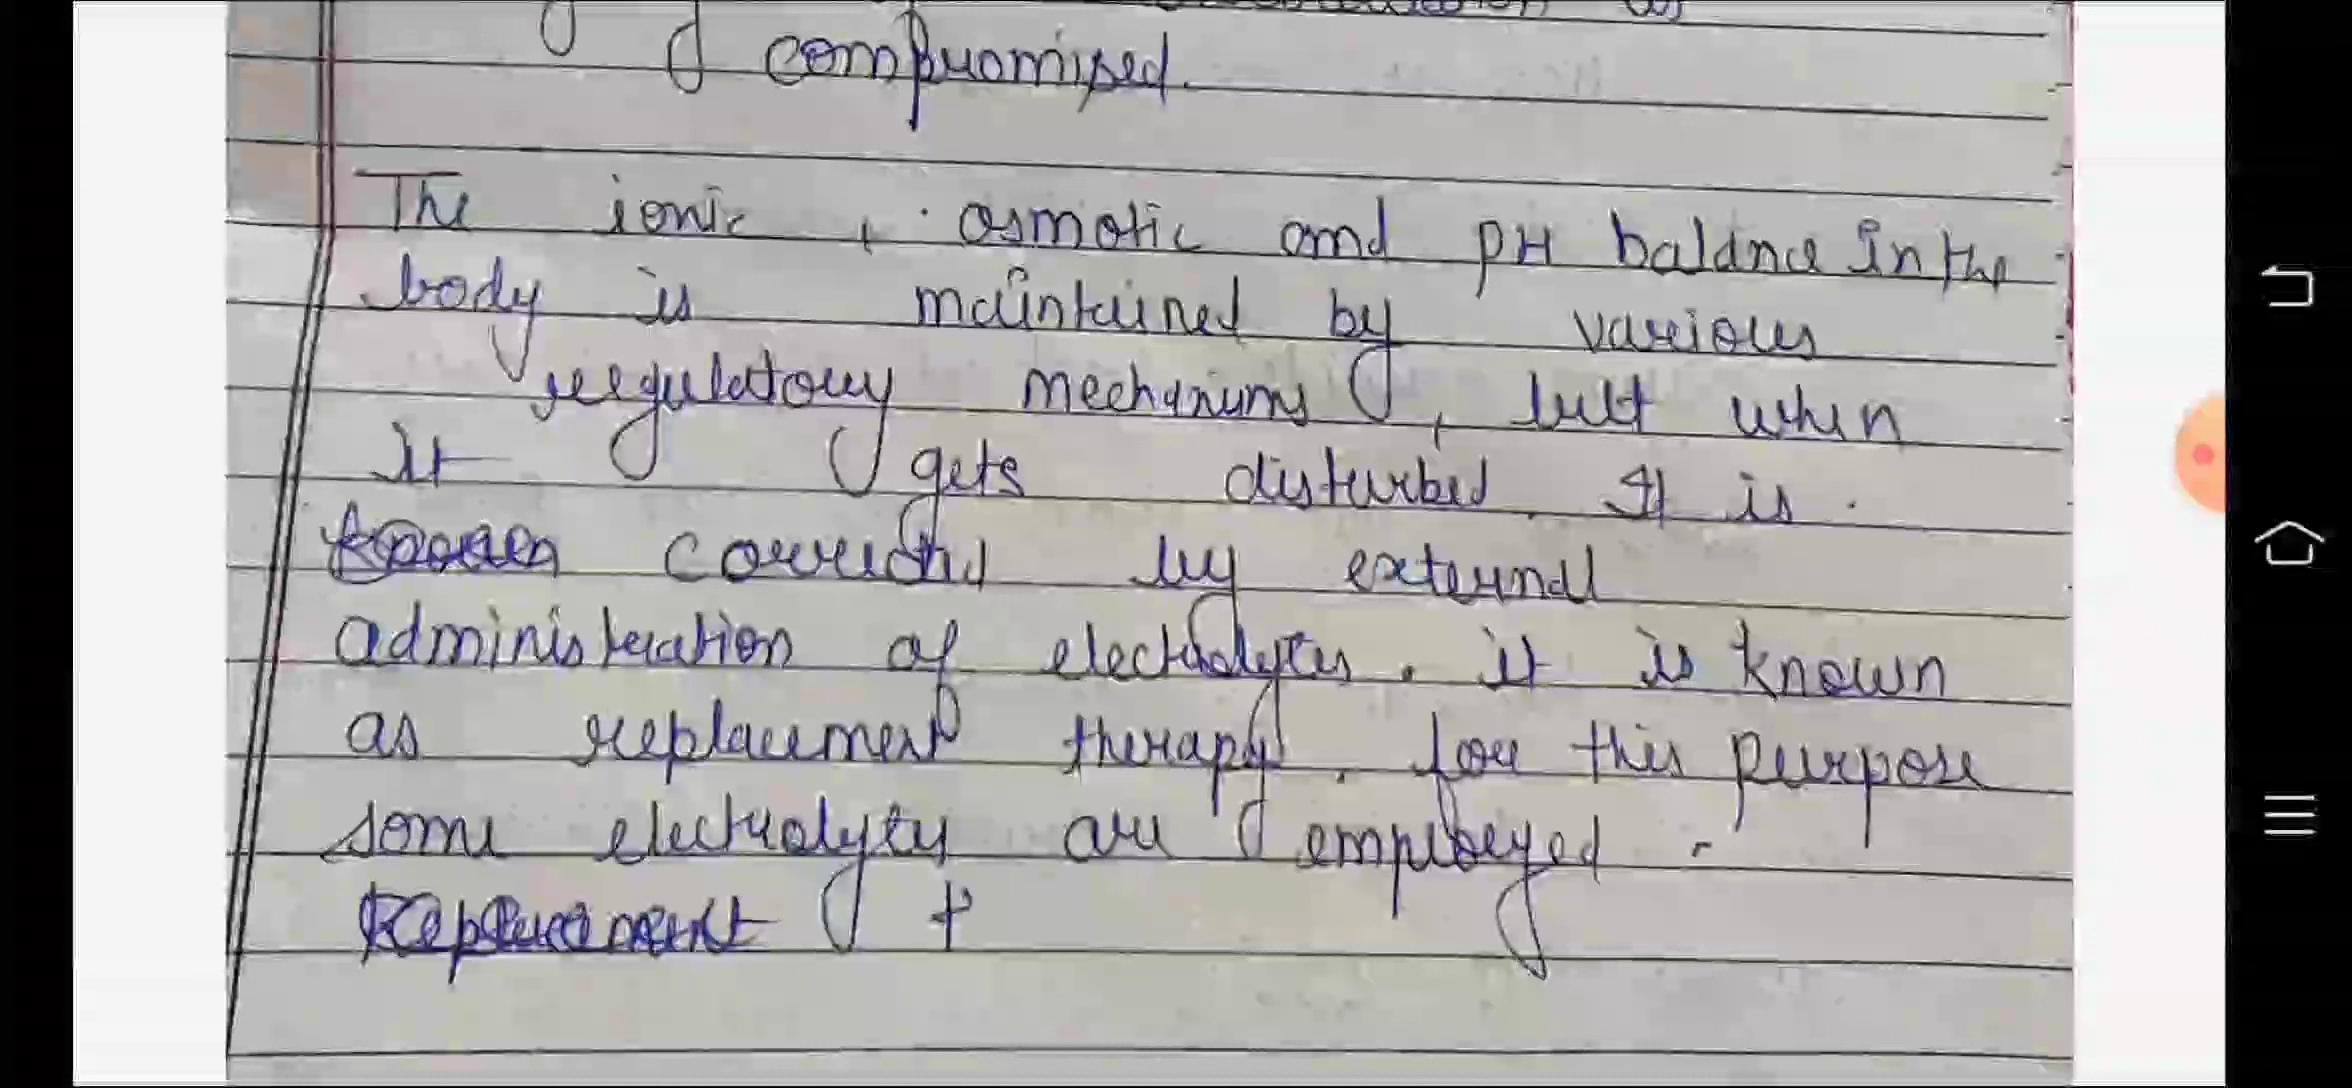 compromised.
The ionic, osmotic and pH balance in the
body is maintained by various
regulatory mechanisms, but when
it gets disturbed. It is
corrected by external
administration of electrolytes. it is known
as replacement therapy. for this purpose
some electrolyty are employed -
Replacement t